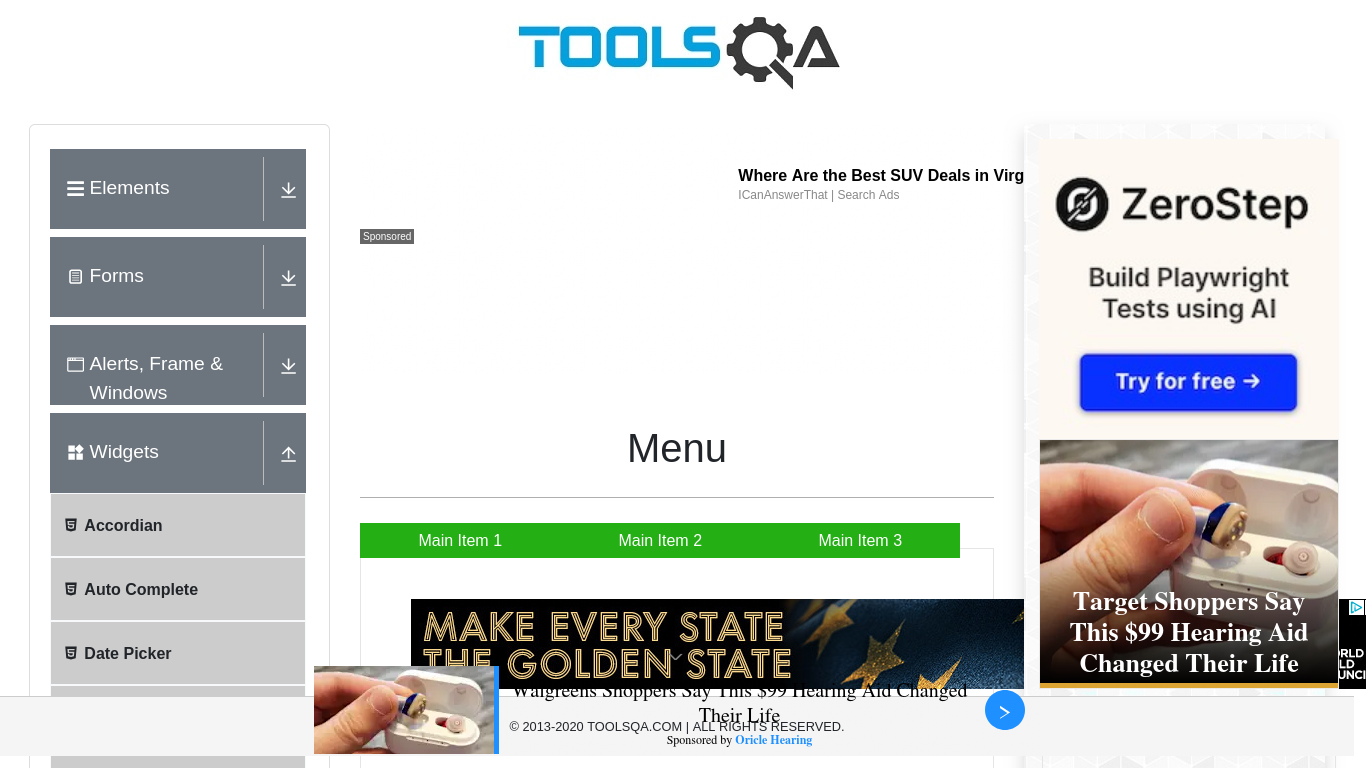 TOOLSQA
Elements
Forms
Alerts, Frame &
Windows
Widgets
Accordian
Auto Complete
Date Picker
Where Are the Best SUV Deals in Virg
ICanAnswerThat | Search Ads
Sponsored
Menu
Main Item 1
Main Item 2
Main Item 3
MAKE EVERY STATE
THE GOLDEN STATE
Walgreens Shoppers Say This $99 Hearing Aid Changed
Their Life
Sponsored by Oricle Hearing
© 2013-2020 TOOLSQA.COM | ALL RIGHTS RESERVED.
ZeroStep
Build Playwright
Tests using AI
Try for free →
Target Shoppers Say
This $99 Hearing Aid
Changed Their Life